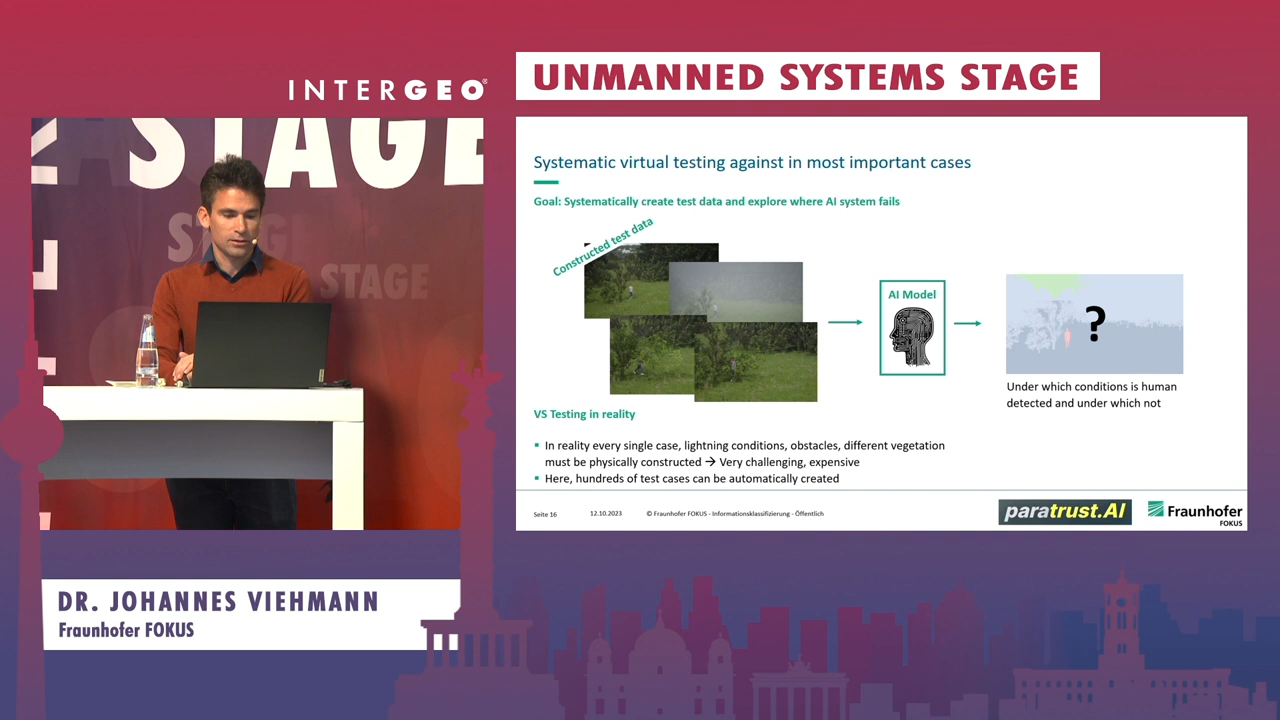 INTERGEO®
UNMANNED SYSTEMS STAGE
STAGE
STAGE
STAGE
Systematic virtual testing against in most important cases
Goal: Systematically create test data and explore where AI system fails
Constructed test data
AI Model
?
Under which conditions is human
detected and under which not
VS Testing in reality
▪ In reality every single case, lightning conditions, obstacles, different vegetation
must be physically constructed → Very challenging, expensive
▪ Here, hundreds of test cases can be automatically created
Seite 16 12.10.2023 © Fraunhofer FOKUS - Informationsklassifizierung - Öffentlich
paratrust.AI
Fraunhofer
FOKUS
DR. JOHANNES VIEHMANN
Fraunhofer FOKUS